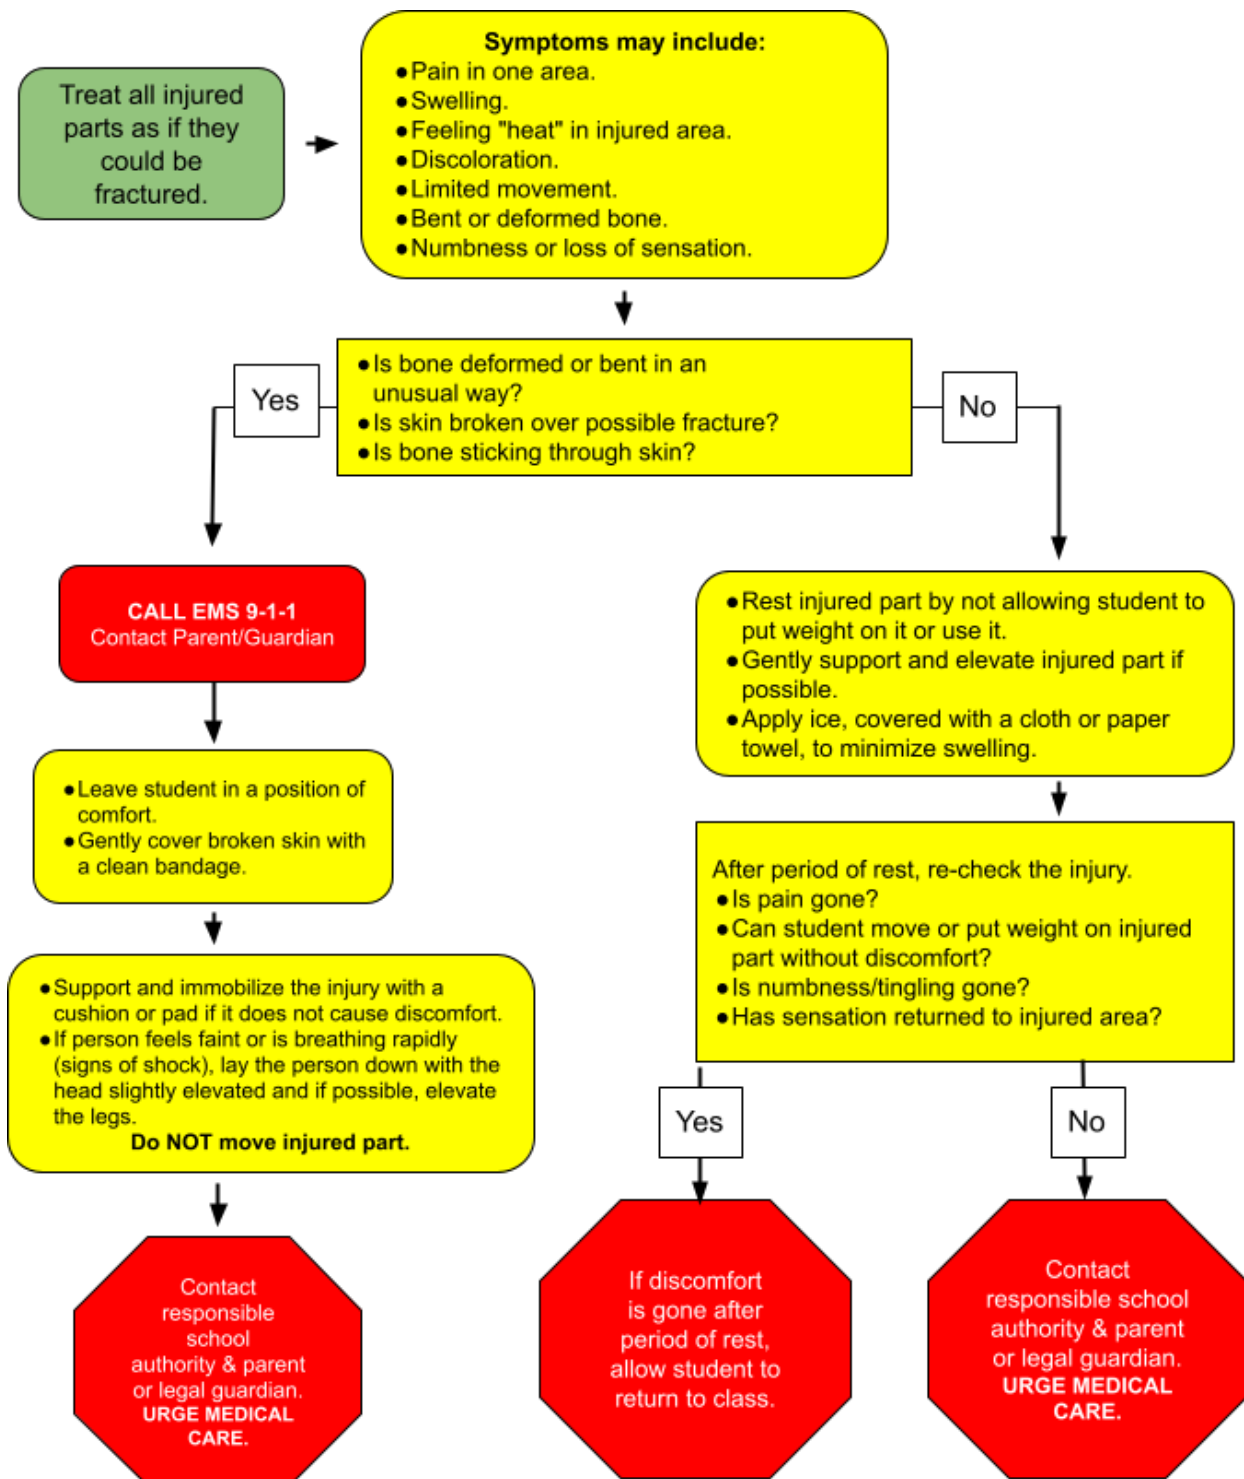 Treat all injured
parts as if they
could be
fractured.
Symptoms may include:
●Pain in one area.
●Swelling.
●Feeling "heat" in injured area.
●Discoloration.
●Limited movement.
●Bent or deformed bone.
●Numbness or loss of sensation.
●Is bone deformed or bent in an
unusual way?
●Is skin broken over possible fracture?
●Is bone sticking through skin?
Yes
No
CALL EMS 9-1-1
Contact Parent/Guardian
●Leave student in a position of
comfort.
●Gently cover broken skin with
a clean bandage.
●Support and immobilize the injury with a
cushion or pad if it does not cause discomfort.
●If person feels faint or is breathing rapidly
(signs of shock), lay the person down with the
head slightly elevated and if possible, elevate
the legs.
Do NOT move injured part.
Contact
responsible
school
authority & parent
or legal guardian.
URGE MEDICAL
CARE.
●Rest injured part by not allowing student to
put weight on it or use it.
●Gently support and elevate injured part if
possible.
●Apply ice, covered with a cloth or paper
towel, to minimize swelling.
After period of rest, re-check the injury.
●Is pain gone?
●Can student move or put weight on injured
part without discomfort?
●Is numbness/tingling gone?
●Has sensation returned to injured area?
Yes
No
If discomfort
is gone after
period of rest,
allow student to
return to class.
Contact
responsible school
authority & parent
or legal guardian.
URGE MEDICAL
CARE.